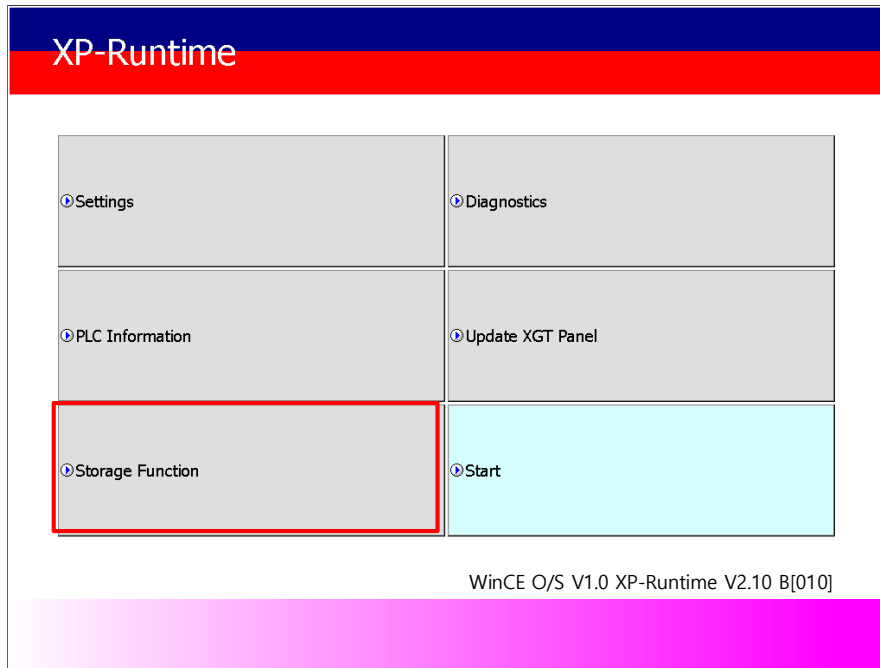 XP-Runtime
Settings
Diagnostics
PLC Information
Update XGT Panel
Storage Function
Start
WinCE O/S V1.0 XP-Runtime V2.10 B[010]